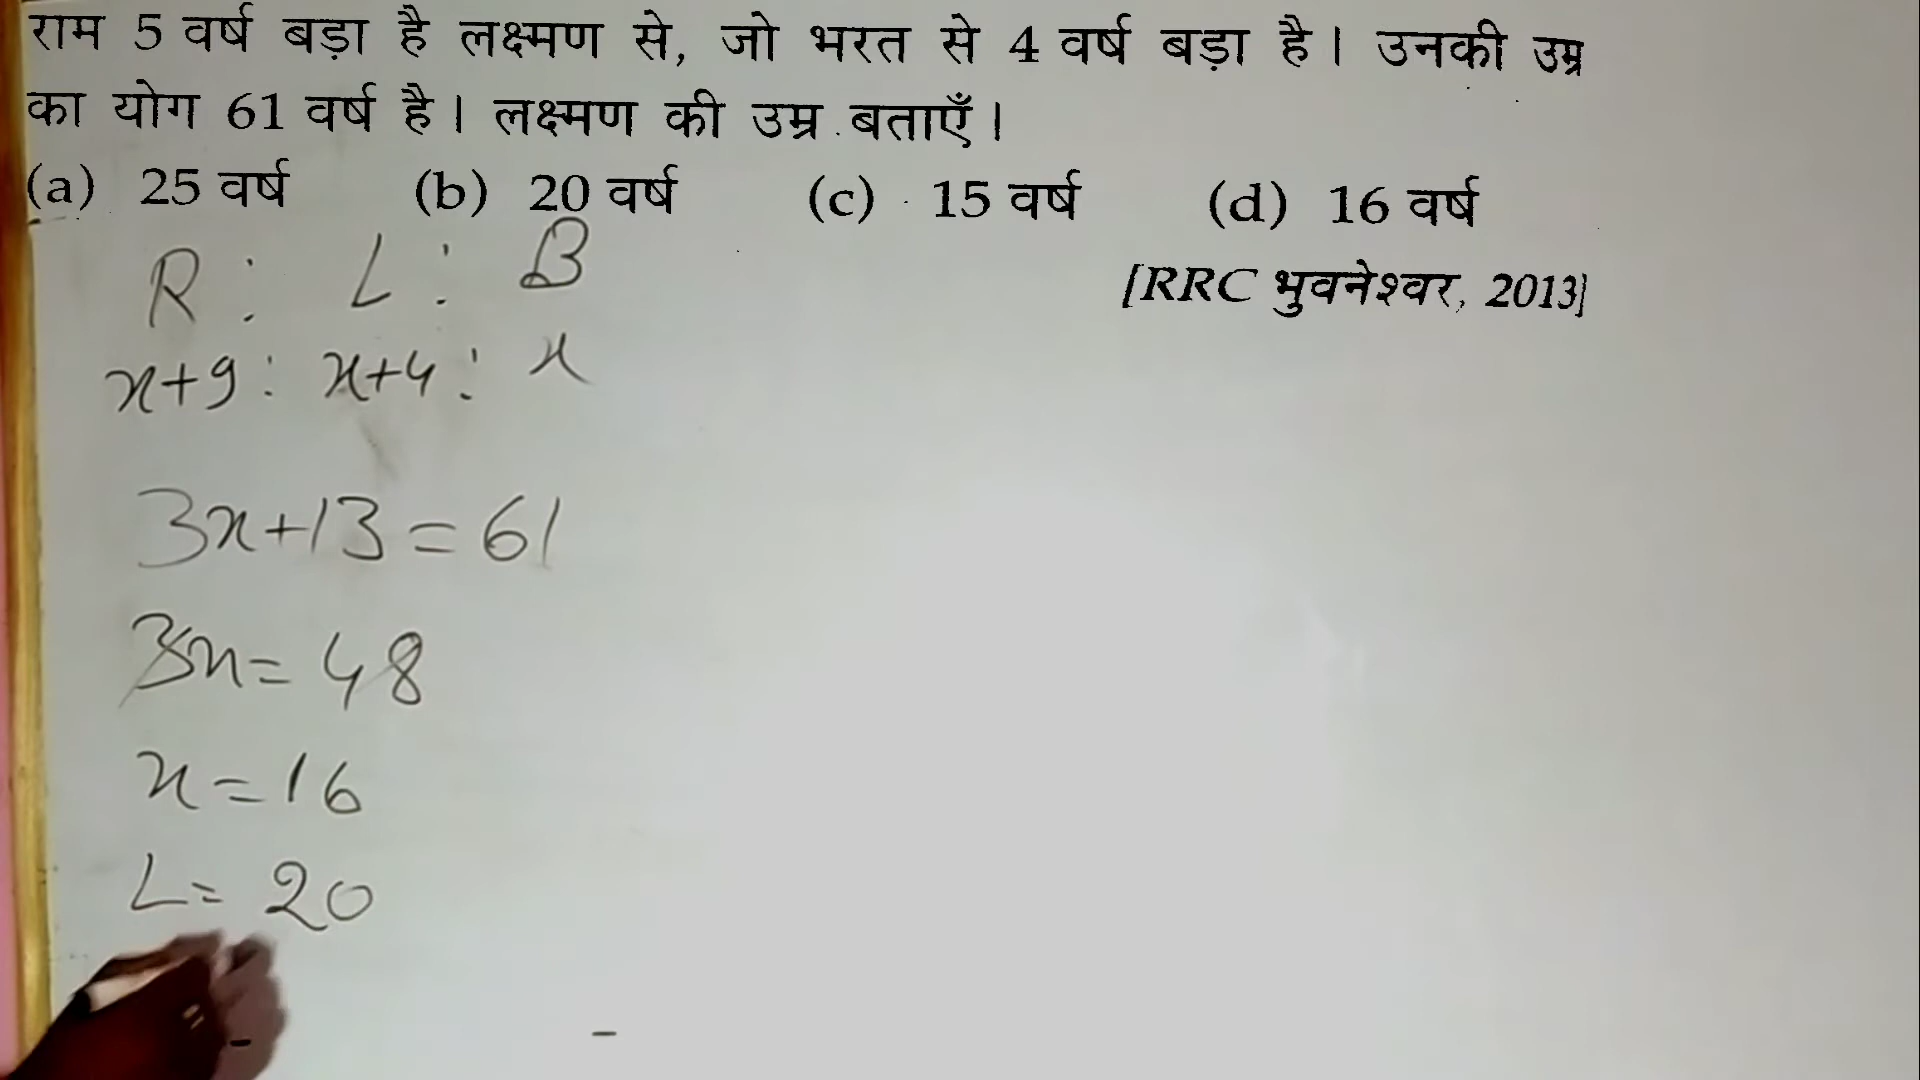 राम 5 वर्ष बड़ा है लक्ष्मण से, जो भरत से 4 वर्ष बड़ा है। उनकी उम्र
का योग 61 वर्ष है। लक्ष्मण की उम्र बताएँ।
(a) 25 वर्ष (b) 20 वर्ष (c) 15 वर्ष (d) 16 वर्ष
[RRC भुवनेश्वर, 2013]
R : L : B
x+9 : x+4 : x
3x+13 = 61
3x = 48
x = 16
L = 20